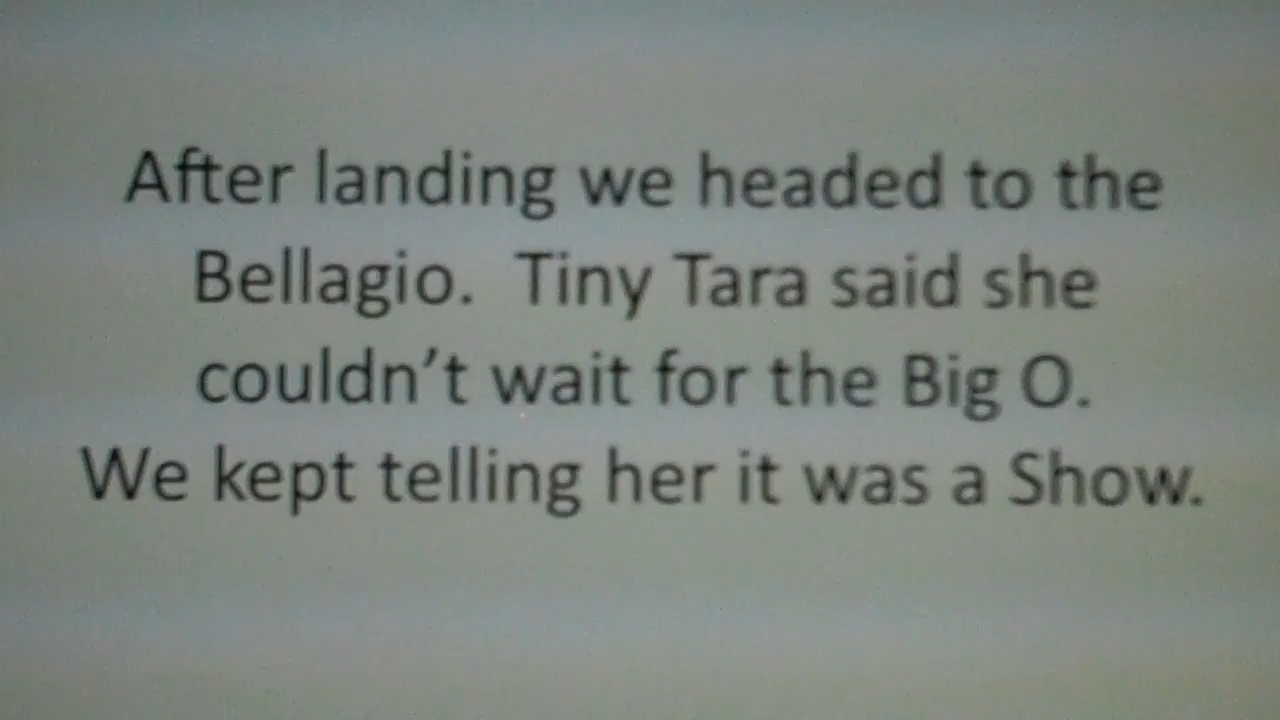 After landing we headed to the
Bellagio.  Tiny Tara said she
couldn’t wait for the Big O.
We kept telling her it was a Show.